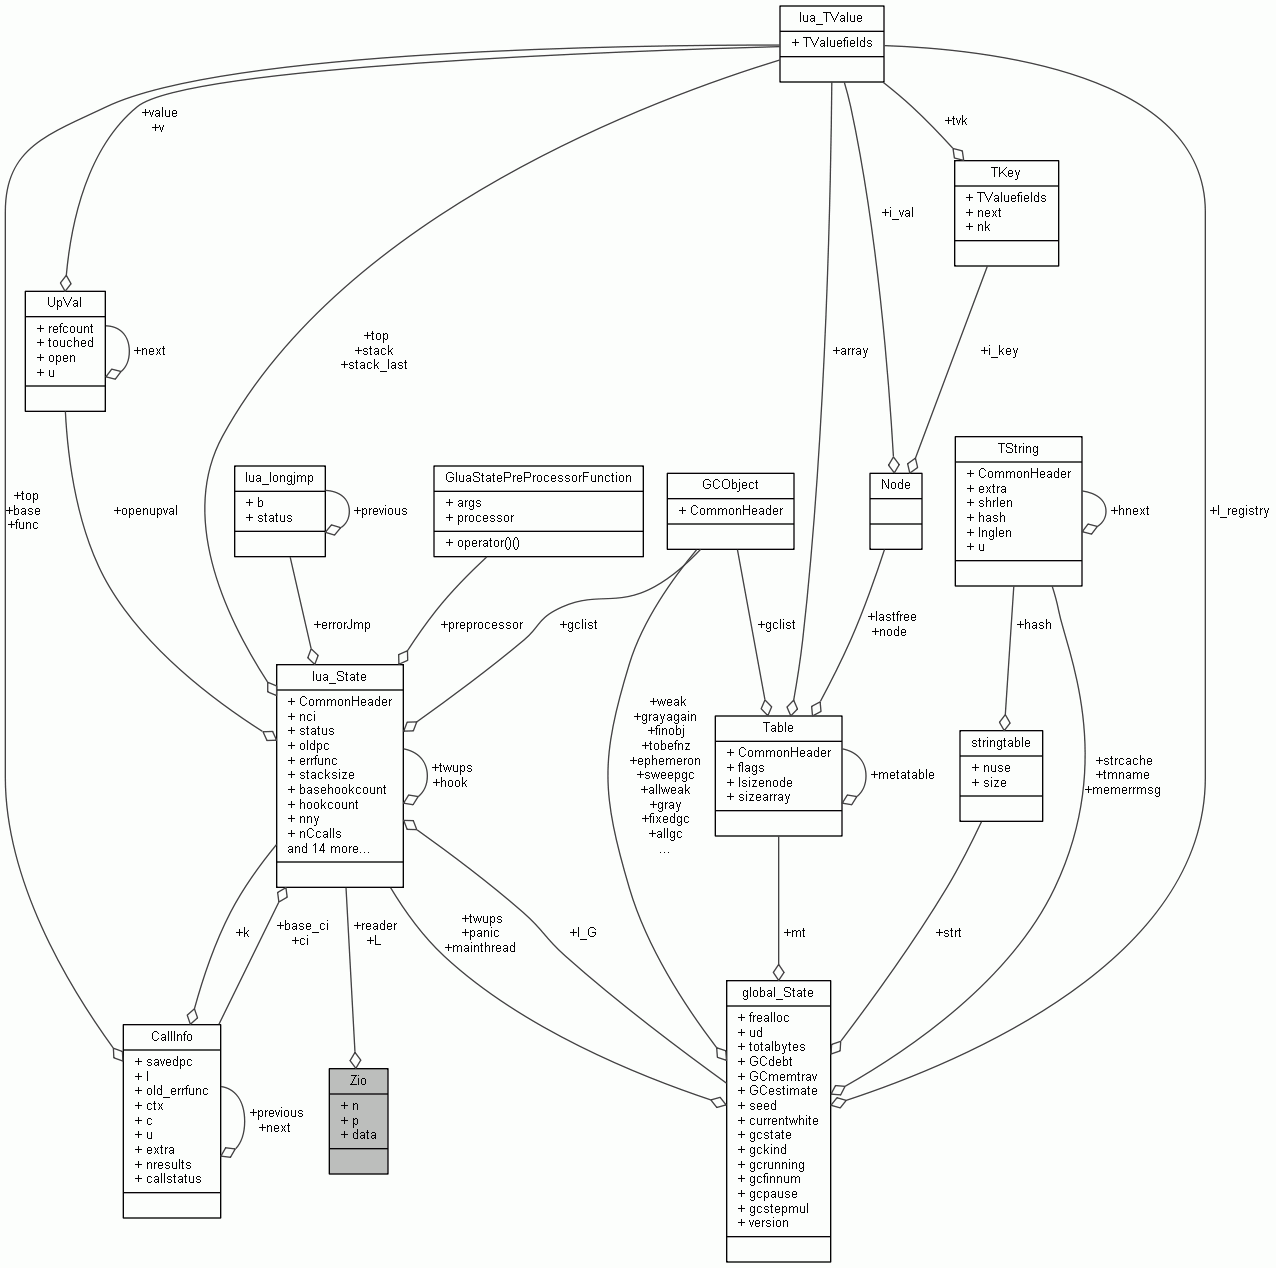 lua_TValue
+ TValuefields
+value
+v
+tvk
TKey
+ TValuefields
+ next
+ nk
+i_val
UpVal
+ refcount
+ touched
+ open
+ u
+next
+top
+stack
+stack_last
+array
+i_key
TString
+ CommonHeader
+ extra
+ shrlen
+ hash
+ lnglen
+ u
+hnext
lua_longjmp
+ b
+ status
+previous
GluaStatePreProcessorFunction
+ args
+ processor
+ operator()()
GCObject
+ CommonHeader
Node
+top
+base
+func
+openupval
+l_registry
+errorJmp
+preprocessor
+gclist
+gclist
+lastfree
+node
+hash
lua_State
+ CommonHeader
+ nci
+ status
+ oldpc
+ errfunc
+ stacksize
+ basehookcount
+ hookcount
+ nny
+ nCcalls
and 14 more...
+twups
+hook
+weak
+grayagain
+finobj
+tobefnz
+ephemeron
+sweepgc
+allweak
+gray
+fixedgc
+allgc
...
Table
+ CommonHeader
+ flags
+ lsizenode
+ sizearray
+metatable
stringtable
+ nuse
+ size
+strcache
+tmname
+memerrmsg
+k
+base_ci
+ci
+reader
+L
+twups
+panic
+mainthread
+l_G
+mt
+strt
global_State
+ frealloc
+ ud
+ totalbytes
+ GCdebt
+ GCmemtrav
+ GCestimate
+ seed
+ currentwhite
+ gcstate
+ gckind
+ gcrunning
+ gcfinnum
+ gcpause
+ gcstepmul
+ version
CallInfo
+ savedpc
+ l
+ old_errfunc
+ ctx
+ c
+ u
+ extra
+ nresults
+ callstatus
+previous
+next
Zio
+ n
+ p
+ data